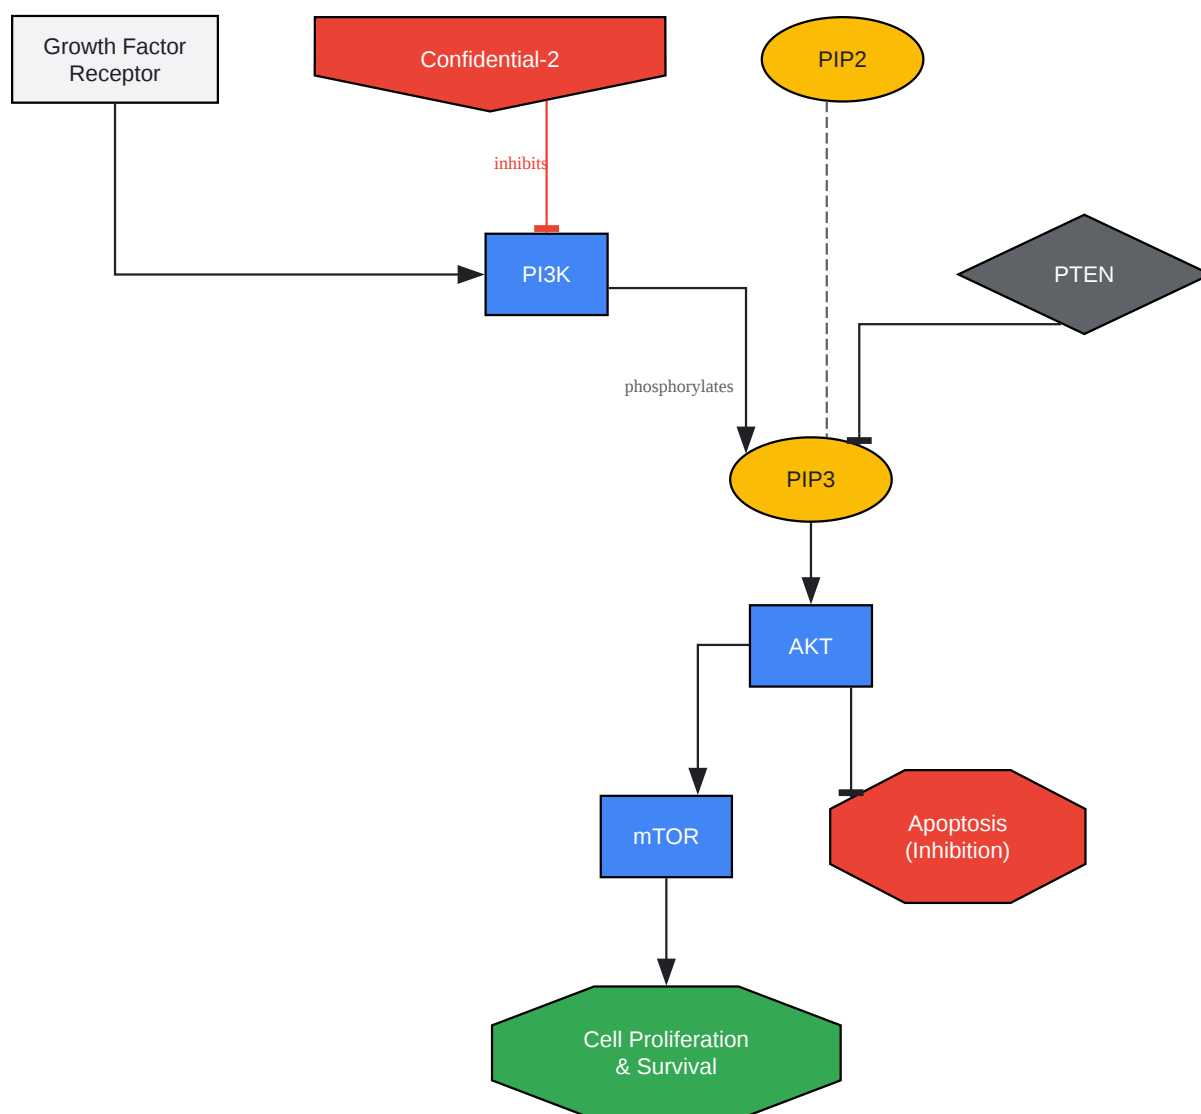 Growth Factor
Receptor
Confidential-2
PIP2
inhibits
PI3K
PTEN
phosphorylates
PIP3
AKT
mTOR
Apoptosis
(Inhibition)
Cell Proliferation
& Survival